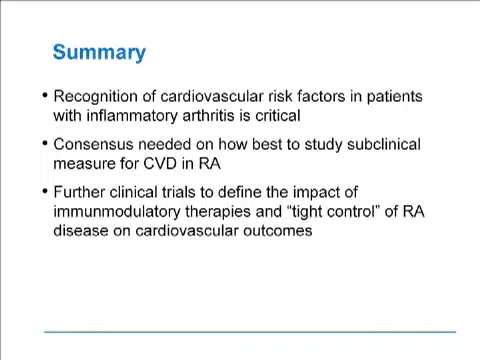 Summary
• Recognition of cardiovascular risk factors in patients
with inflammatory arthritis is critical
• Consensus needed on how best to study subclinical
measure for CVD in RA
• Further clinical trials to define the impact of
immunmodulatory therapies and “tight control” of RA
disease on cardiovascular outcomes